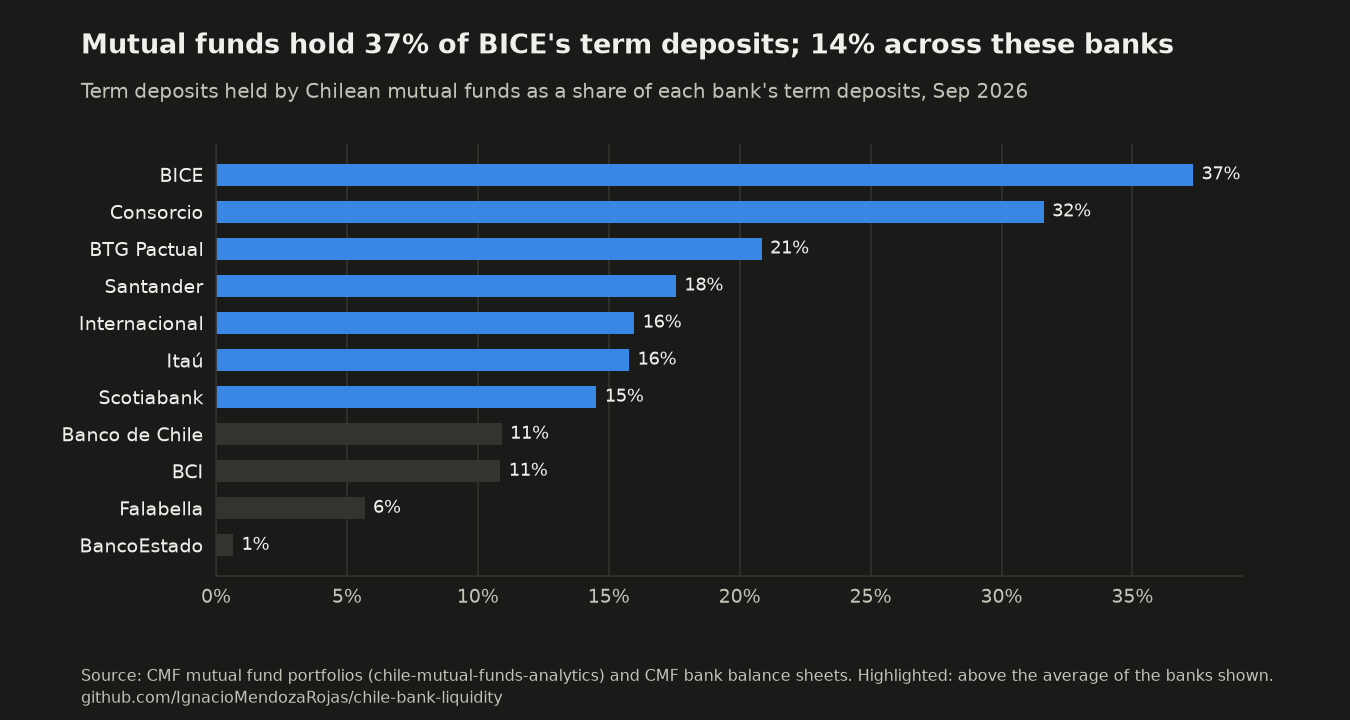 Mutual funds hold 37% of BICE's term deposits; 14% across these banks
Term deposits held by Chilean mutual funds as a share of each bank's term deposits, Sep 2026
BICE 37%
Consorcio 32%
BTG Pactual 21%
Santander 18%
Internacional 16%
Itaú 16%
Scotiabank 15%
Banco de Chile 11%
BCI 11%
Falabella 6%
BancoEstado 1%
0% 5% 10% 15% 20% 25% 30% 35%
Source: CMF mutual fund portfolios (chile-mutual-funds-analytics) and CMF bank balance sheets. Highlighted: above the average of the banks shown.
github.com/IgnacioMendozaRojas/chile-bank-liquidity